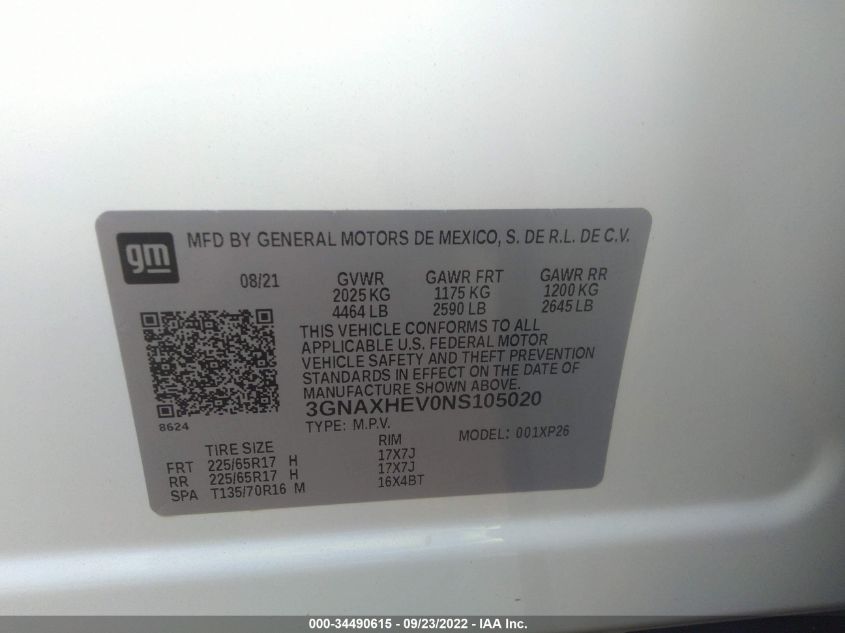 gm
MFD BY GENERAL MOTORS DE MEXICO, S. DE R.L. DE C.V.
08/21 GVWR GAWR FRT GAWR RR
2025 KG 1175 KG 1200 KG
4464 LB 2590 LB 2645 LB
THIS VEHICLE CONFORMS TO ALL
APPLICABLE U.S. FEDERAL MOTOR
VEHICLE SAFETY AND THEFT PREVENTION
STANDARDS IN EFFECT ON THE DATE OF
MANUFACTURE SHOWN ABOVE.
3GNAXHEV0NS105020
8624
TYPE: M.P.V. MODEL: 001XP26
TIRE SIZE RIM
FRT 225/65R17 H 17X7J
RR 225/65R17 H 17X7J
SPA T135/70R16 M 16X4BT
000-34490615 - 09/23/2022 - IAA Inc.